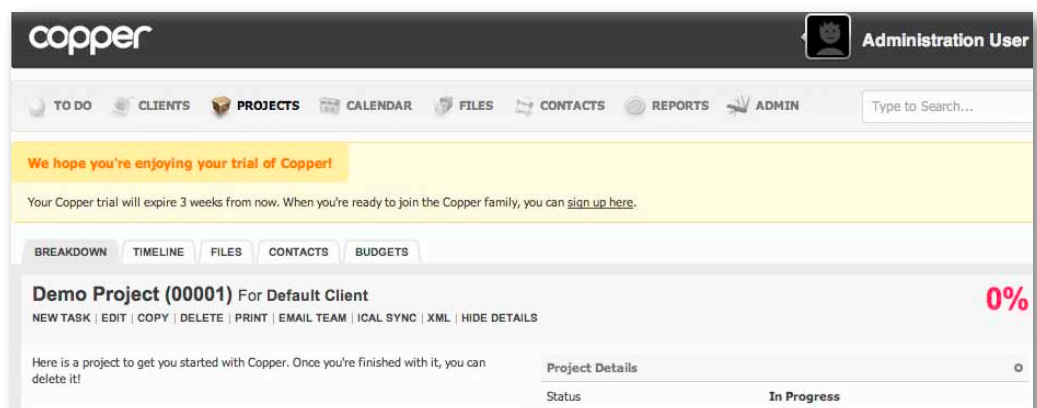 copper
Administration User
TO DO CLIENTS PROJECTS CALENDAR FILES CONTACTS REPORTS ADMIN Type to Search...
We hope you're enjoying your trial of Copper!
Your Copper trial will expire 3 weeks from now. When you're ready to join the Copper family, you can sign up here.
BREAKDOWN TIMELINE FILES CONTACTS BUDGETS
Demo Project (00001) For Default Client 0%
NEW TASK | EDIT | COPY | DELETE | PRINT | EMAIL TEAM | ICAL SYNC | XML | HIDE DETAILS
Here is a project to get you started with Copper. Once you're finished with it, you can
delete it!
Project Details
Status In Progress